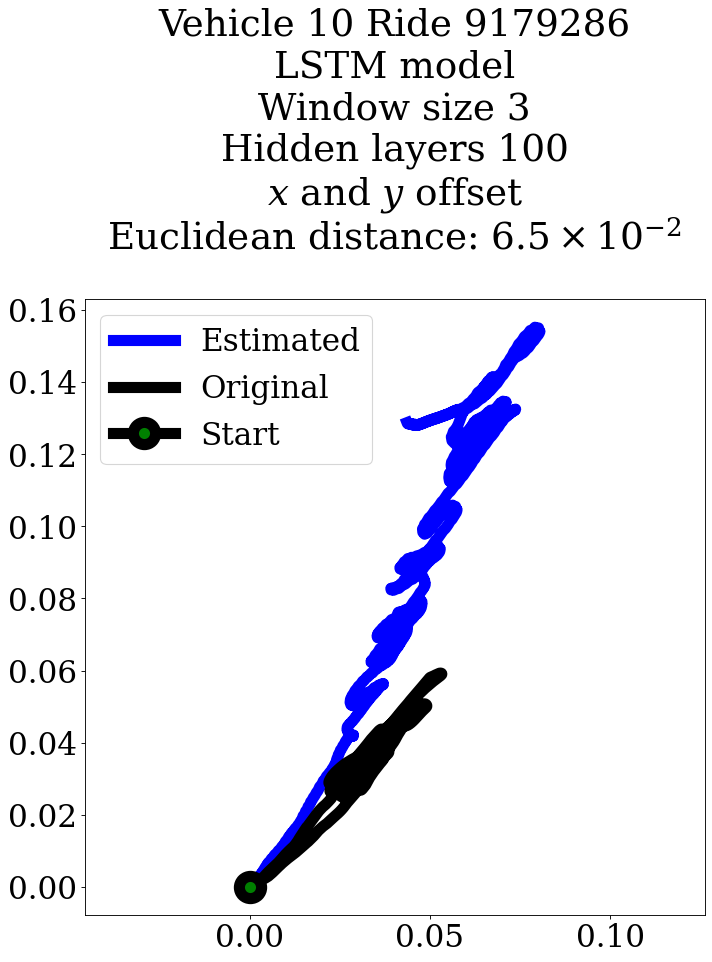 Vehicle 10 Ride 9179286
LSTM model
Window size 3
Hidden layers 100
x and y offset
Euclidean distance: 6.5 × 10⁻²
0.16
0.14
0.12
0.10
0.08
0.06
0.04
0.02
0.00
Estimated
Original
Start
0.00 0.05 0.10